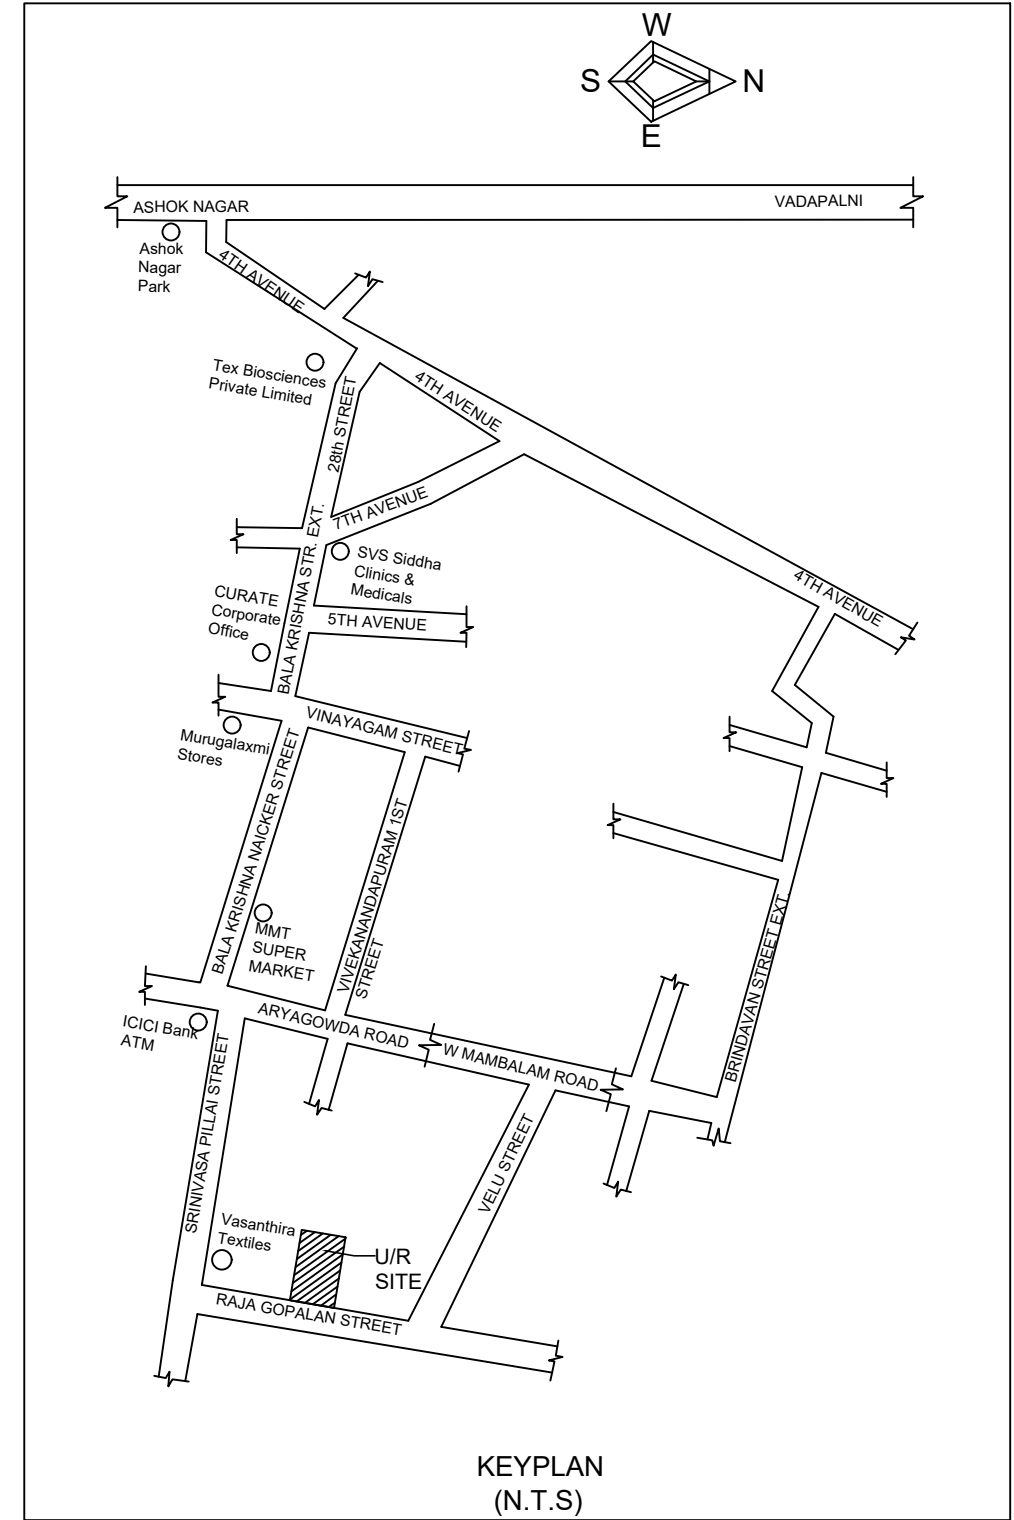 W
S
N
E
ASHOK NAGAR
VADAPALNI
Ashok
Nagar
Park
4TH AVENUE
Tex Biosciences
Private Limited
28th STREET
4TH AVENUE
7TH AVENUE
SVS Siddha
Clinics &
Medicals
4TH AVENUE
CURATE
Corporate
Office
BALA KRISHNA STR. EXT.
5TH AVENUE
VINAYAGAM STREET
Murugalaxmi
Stores
BALA KRISHNA NAICKER STREET
VIVEKANANDAPURAM 1ST
STREET
MMT
SUPER
MARKET
BRINDAVAN STREET EXT.
ICICI Bank
ATM
ARYAGOWDA ROAD
W MAMBALAM ROAD
SRINIVASA PILLAI STREET
VELU STREET
Vasanthira
Textiles
U/R
SITE
RAJA GOPALAN STREET
KEYPLAN
(N.T.S)